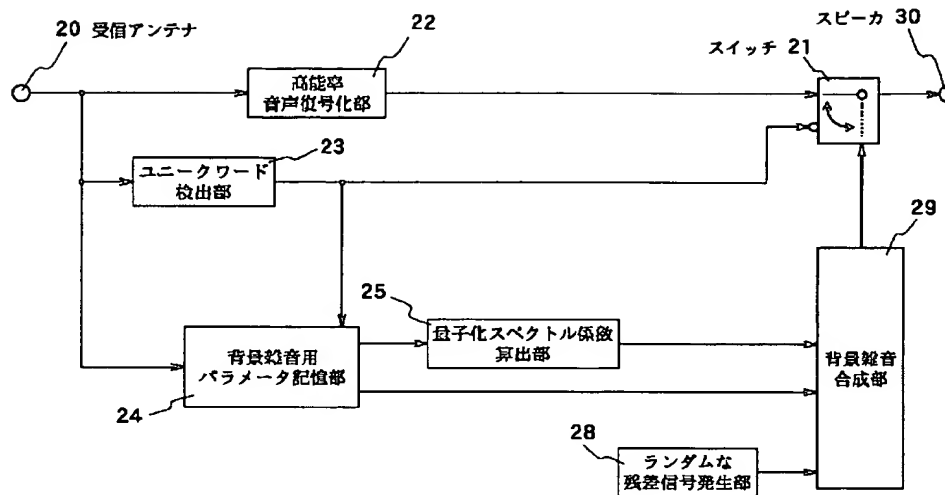 20 受信アンテナ
22
スイッチ 21
スピーカ 30
高能率
音声復号化部
23
ユニークワード
検出部
29
25
量子化スペクトル係数
算出部
背景雑音用
パラメータ記憶部
24
背景雑音
合成部
28
ランダムな
残差信号発生部